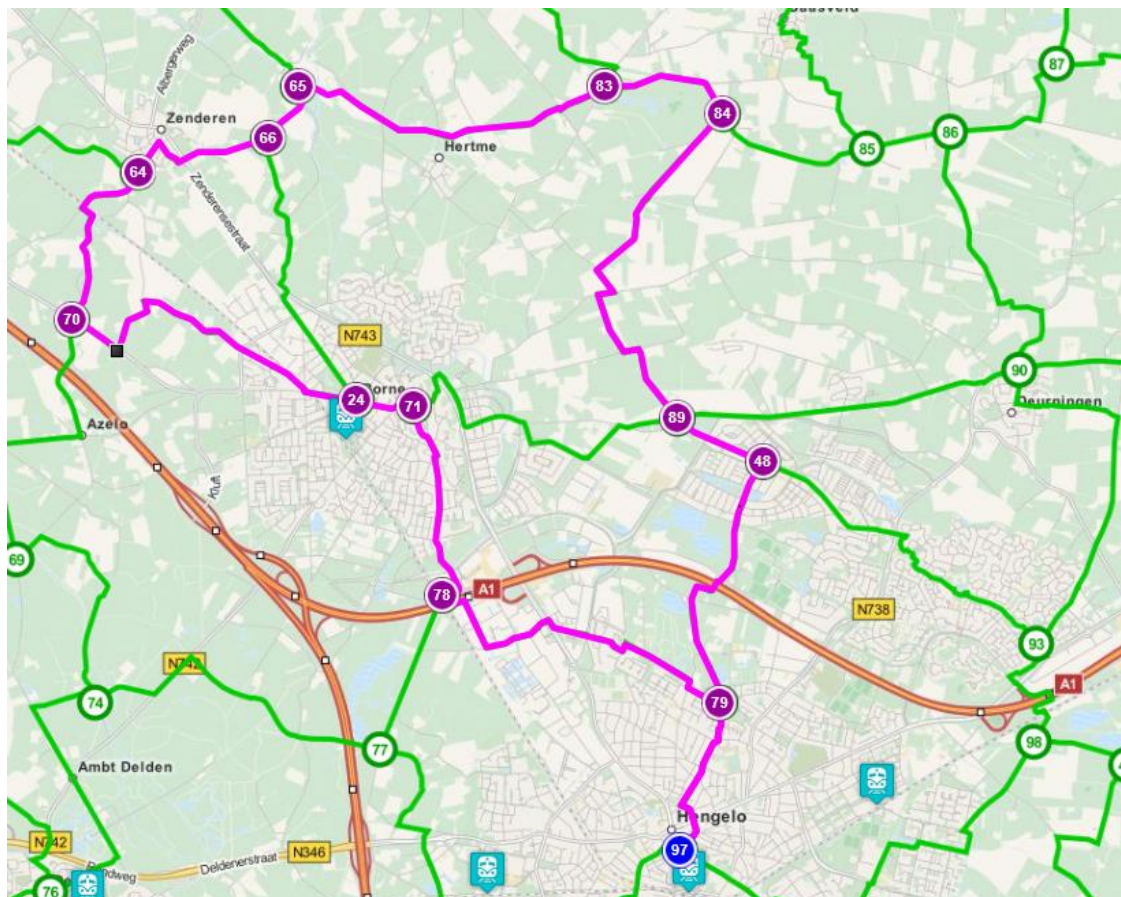 Saasveld
87
65
83
84
Albergerweg
Zenderen
66
86
85
Hertme
64
Zenderensestraat
70
N743
90
24
Borne
71
Deurningen
89
Azelo
48
Kluft
69
78
A1
N738
93
N742
A1
74
79
98
77
Ambt Delden
Hengelo
N742
97
Deldenerstraat
N346
76